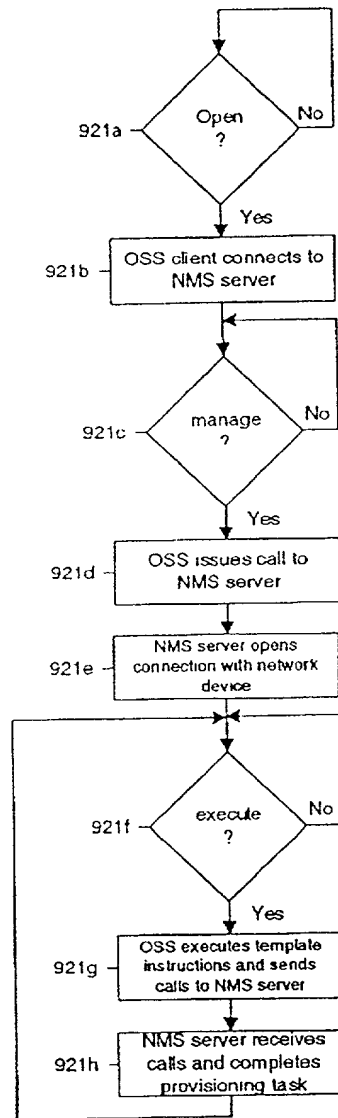 Open
?
No
921a
Yes
OSS client connects to
NMS server
921b
manage
?
No
921c
Yes
OSS issues call to
NMS server
921d
NMS server opens
connection with network
device
921e
execute
?
No
921f
Yes
OSS executes template
instructions and sends
calls to NMS server
921g
NMS server receives
calls and completes
provisioning task
921h